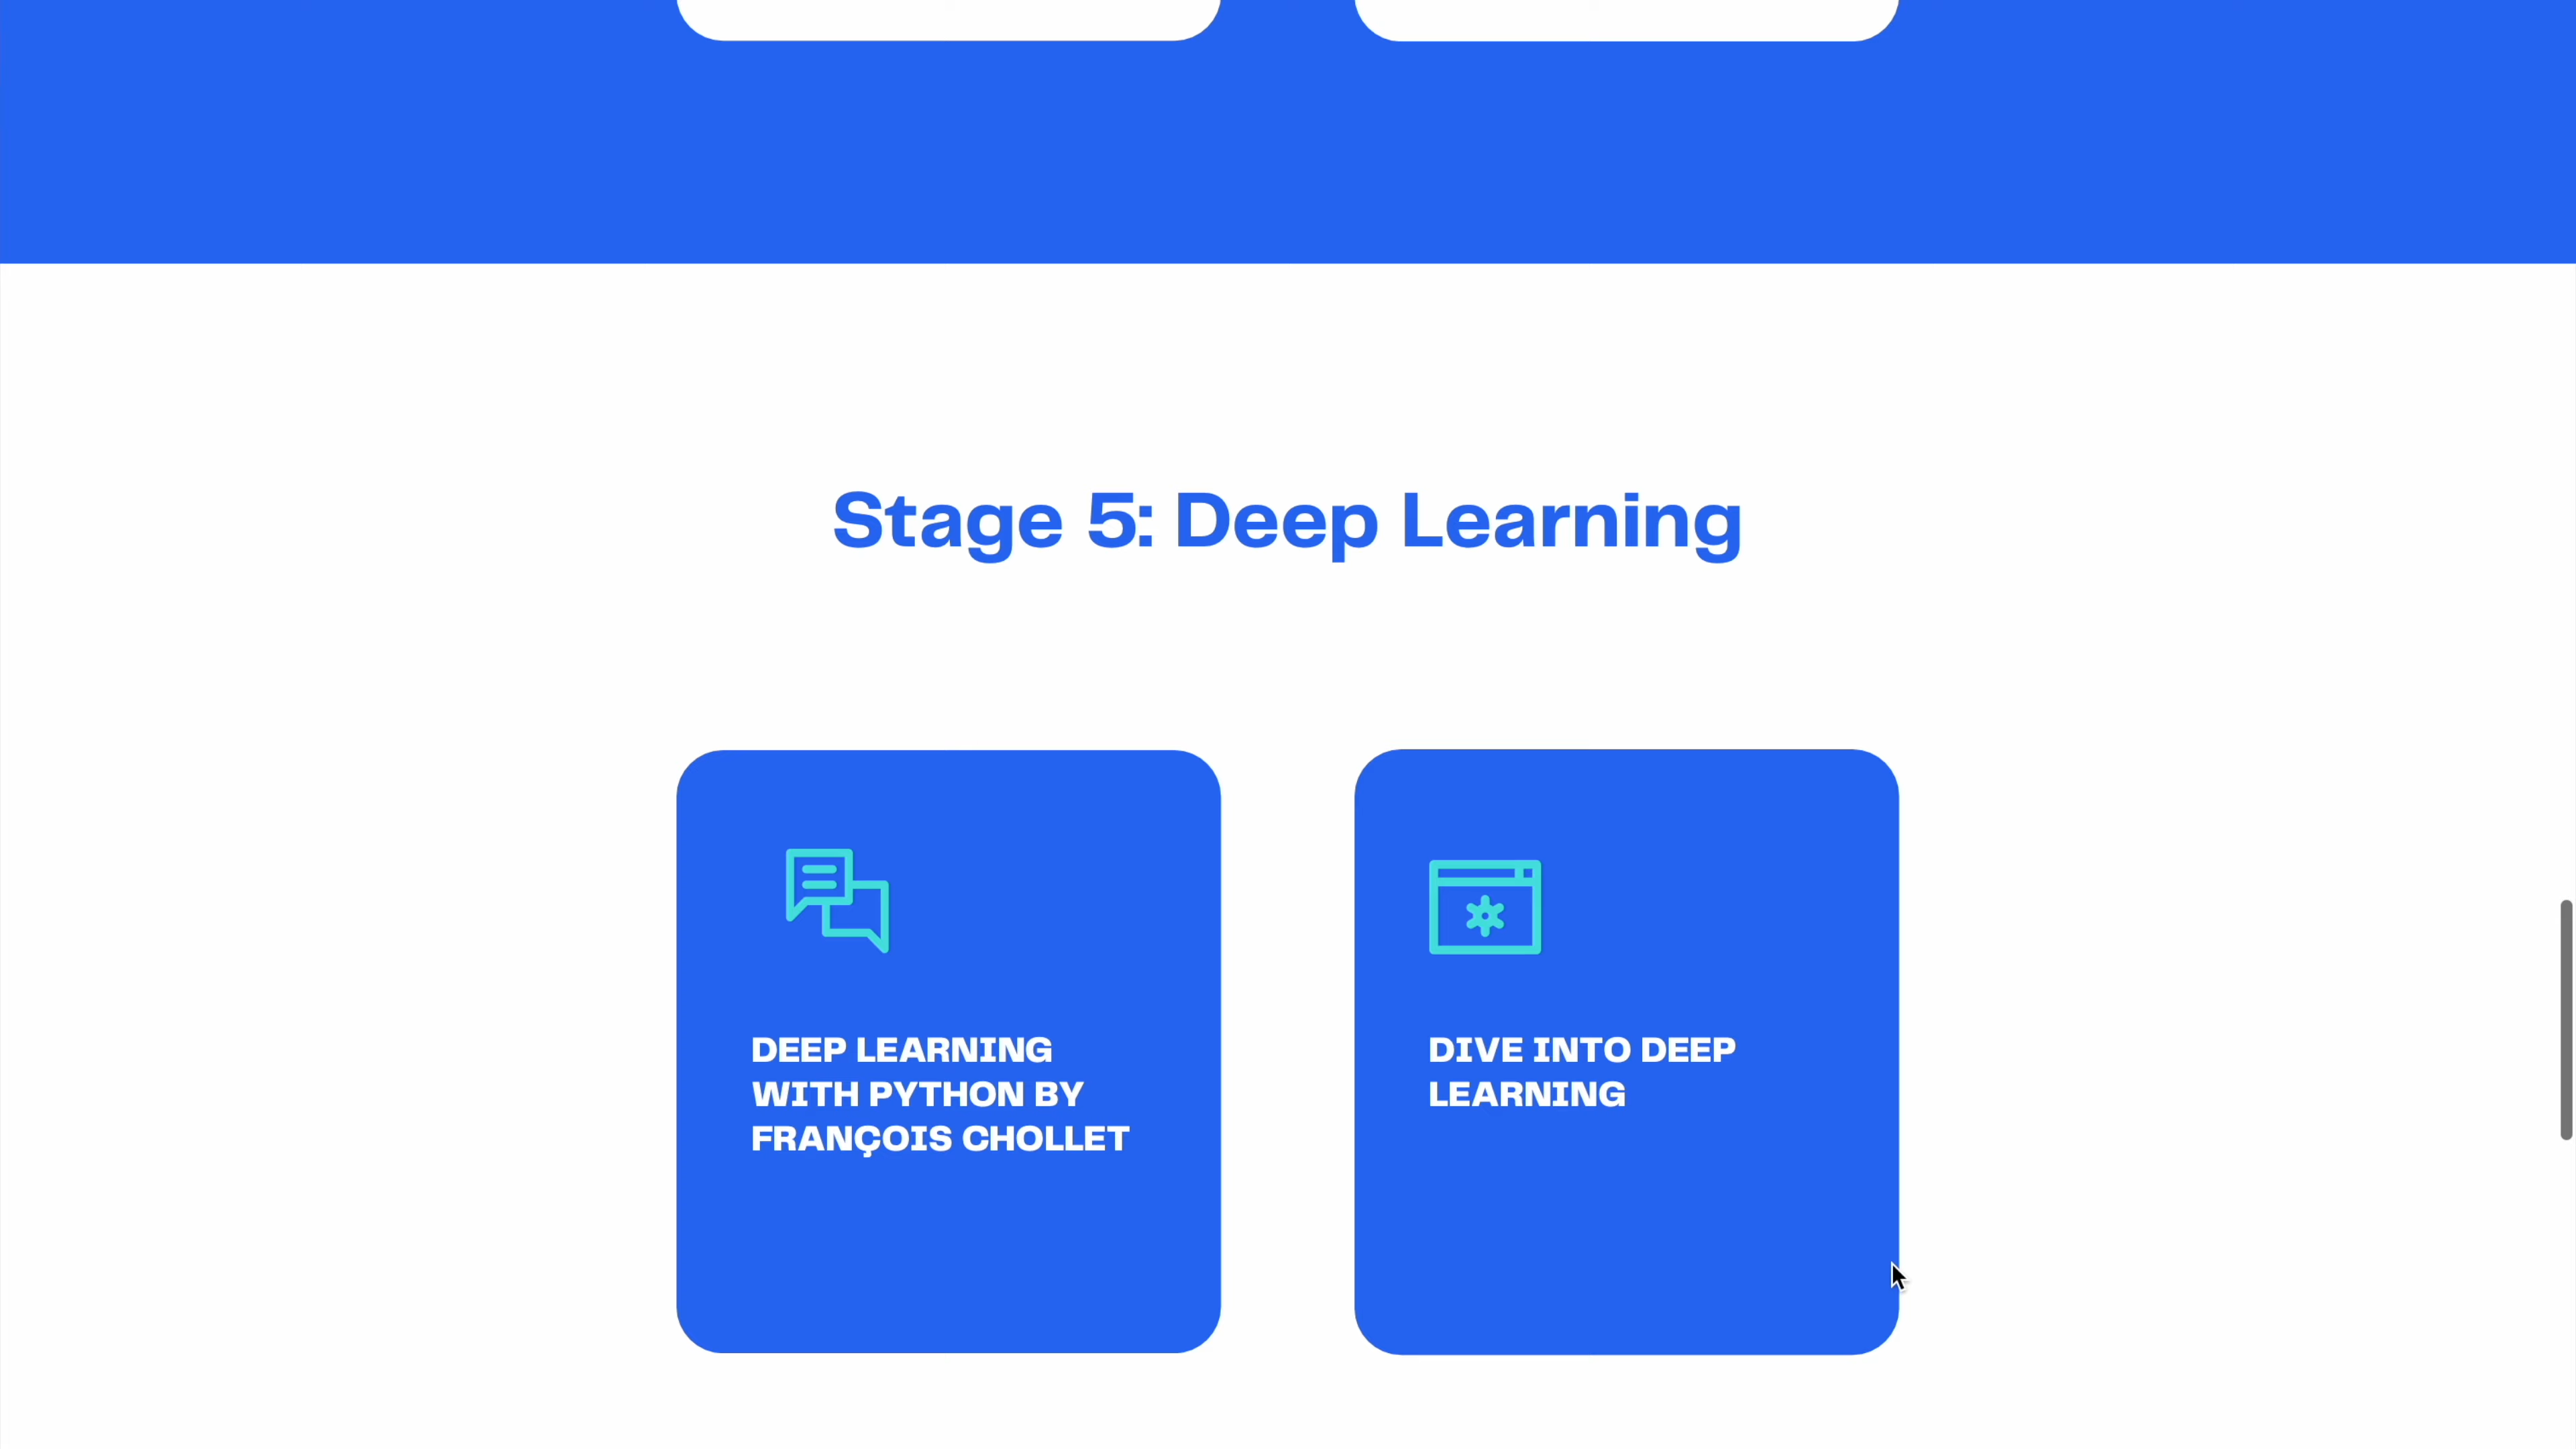 Stage 5: Deep Learning
DEEP LEARNING
WITH PYTHON BY
FRANÇOIS CHOLLET
DIVE INTO DEEP
LEARNING